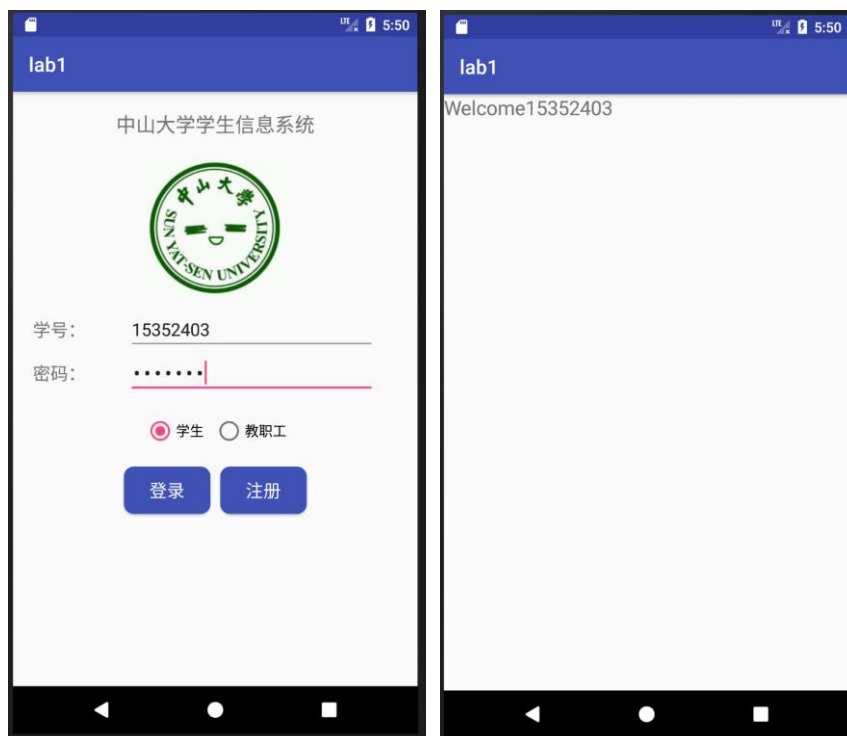 LTE 5:50
lab1
中山大学学生信息系统
中山大学
SUN YAT-SEN UNIVERSITY
学号: 15352403
密码: •••••••
学生 教职工
登录 注册
LTE 5:50
lab1
Welcome15352403